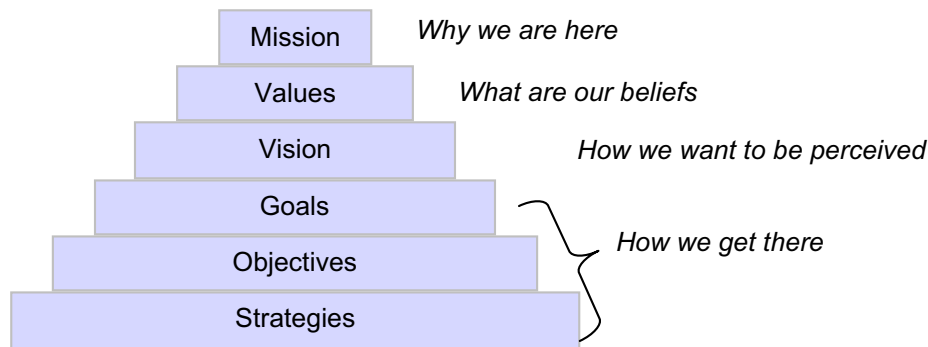 Mission
Why we are here
Values
What are our beliefs
Vision
How we want to be perceived
Goals
How we get there
Objectives
Strategies